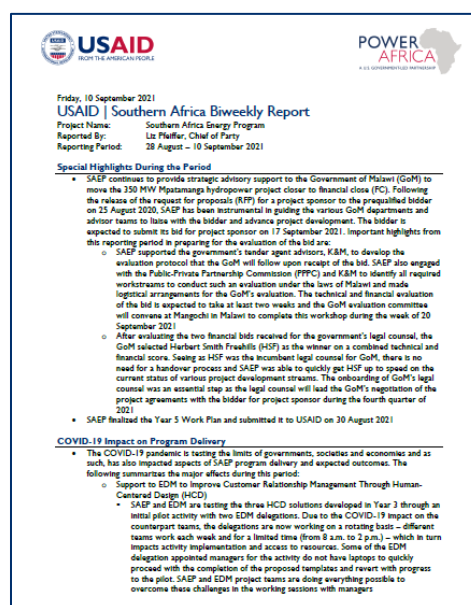 USAID
FROM THE AMERICAN PEOPLE
POWER
AFRICA
A U.S. GOVERNMENT-LED PARTNERSHIP
Friday, 10 September 2021
USAID | Southern Africa Biweekly Report
Project Name: Southern Africa Energy Program
Reported By: Liz Pfeiffer, Chief of Party
Reporting Period: 28 August – 10 September 2021
Special Highlights During the Period
• SAEP continues to provide strategic advisory support to the Government of Malawi (GoM) to
move the 350 MW Mpatamanga hydropower project closer to financial close (FC). Following
the release of the request for proposals (RFP) for a project sponsor to the prequalified bidder
on 25 August 2020, SAEP has been instrumental in guiding the various GoM departments and
advisor teams to liaise with the bidder and advance project development. The bidder is
expected to submit its bid for project sponsor on 17 September 2021. Important highlights from
this reporting period in preparing for the evaluation of the bid are:
o SAEP supported the government's tender agent advisors, K&M, to develop the
evaluation protocol that the GoM will follow upon receipt of the bid. SAEP also engaged
with the Public-Private Partnership Commission (PPPC) and K&M to identify all required
workstreams to conduct such an evaluation under the laws of Malawi and made
logistical arrangements for the GoM's evaluation. The technical and financial evaluation
of the bid is expected to take at least two weeks and the GoM evaluation committee
will convene at Mangochi in Malawi to complete this workshop during the week of 20
September 2021
o After evaluating the two financial bids received for the government's legal counsel, the
GoM selected Herbert Smith Freehills (HSF) as the winner on a combined technical and
financial score. Seeing as HSF was the incumbent legal counsel for GoM, there is no
need for a handover process and SAEP was able to quickly get HSF up to speed on the
current status of various project development streams. The onboarding of GoM's legal
counsel was an essential step as the legal counsel will lead the GoM's negotiation of the
project agreements with the bidder for project sponsor during the fourth quarter of
2021
• SAEP finalized the Year 5 Work Plan and submitted it to USAID on 30 August 2021
COVID-19 Impact on Program Delivery
• The COVID-19 pandemic is testing the limits of governments, societies and economies and as
such, has also impacted aspects of SAEP program delivery and expected outcomes. The
following summarizes the major effects during this period:
o Support to EDM to Improve Customer Relationship Management Through Human-
Centered Design (HCD)
▪ SAEP and EDM are testing the three HCD solutions developed in Year 3 through an
initial pilot activity with two EDM delegations. Due to the COVID-19 impact on the
counterpart teams, the delegations are now working on a rotating basis – different
teams work each week and for a limited time (from 8 a.m. to 2 p.m.) – which in turn
impacts activity implementation and access to resources. Some of the EDM
delegation appointed managers for the activity do not have laptops to quickly
proceed with the completion of the proposed templates and revert with progress
to the pilot. SAEP and EDM project teams are doing everything possible to
overcome these challenges in the working sessions with managers